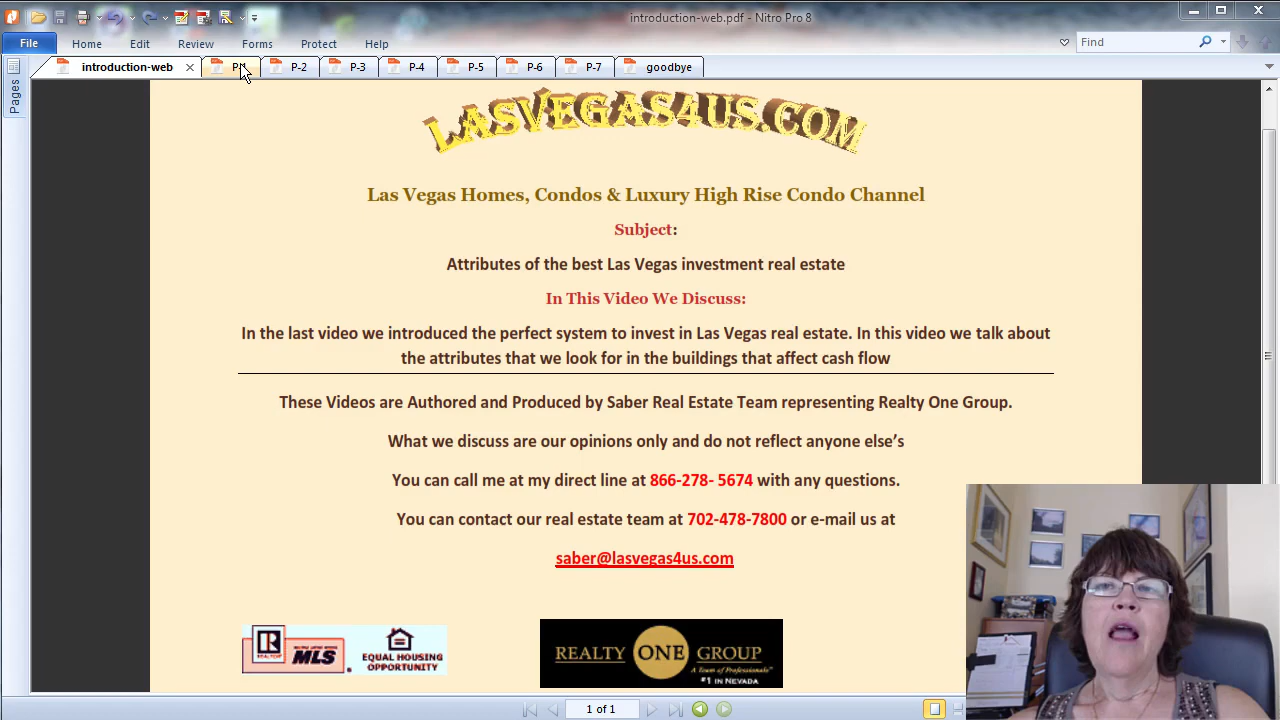 introduction-web.pdf - Nitro Pro 8
File Home Edit Review Forms Protect Help Find
introduction-web P-1 P-2 P-3 P-4 P-5 P-6 P-7 goodbye
Pages
LASVEGAS4US.COM
Las Vegas Homes, Condos & Luxury High Rise Condo Channel
Subject:
Attributes of the best Las Vegas investment real estate
In This Video We Discuss:
In the last video we introduced the perfect system to invest in Las Vegas real estate. In this video we talk about
the attributes that we look for in the buildings that affect cash flow
These Videos are Authored and Produced by Saber Real Estate Team representing Realty One Group.
What we discuss are our opinions only and do not reflect anyone else’s
You can call me at my direct line at 866-278- 5674 with any questions.
You can contact our real estate team at 702-478-7800 or e-mail us at
saber@lasvegas4us.com
R
REALTOR
MLS
EQUAL HOUSING
OPPORTUNITY
REALTY ONE GROUP
A Team of Professionals
#1 IN NEVADA
1 of 1